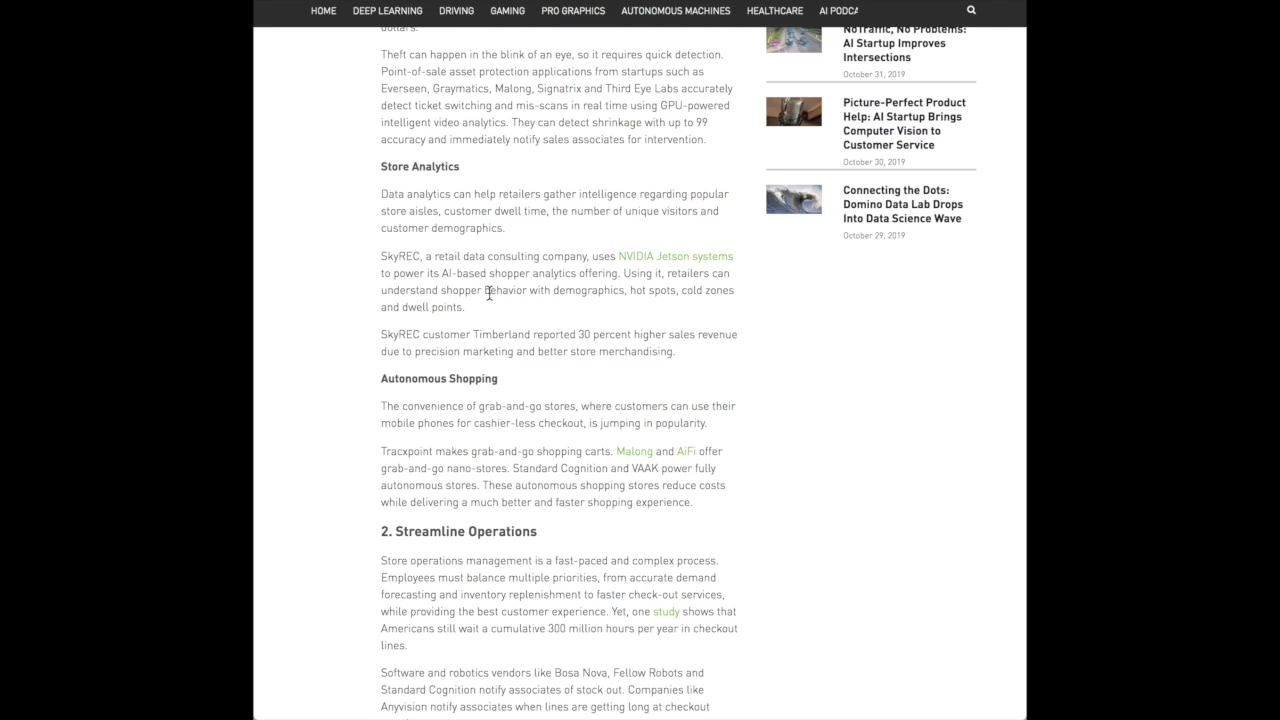 HOME DEEP LEARNING DRIVING GAMING PRO GRAPHICS AUTONOMOUS MACHINES HEALTHCARE AI PODCA
dollars.
Theft can happen in the blink of an eye, so it requires quick detection.
Point-of-sale asset protection applications from startups such as
Everseen, Graymatics, Malong, Signatrix and Third Eye Labs accurately
detect ticket switching and mis-scans in real time using GPU-powered
intelligent video analytics. They can detect shrinkage with up to 99
accuracy and immediately notify sales associates for intervention.
Store Analytics
Data analytics can help retailers gather intelligence regarding popular
store aisles, customer dwell time, the number of unique visitors and
customer demographics.
SkyREC, a retail data consulting company, uses NVIDIA Jetson systems
to power its AI-based shopper analytics offering. Using it, retailers can
understand shopper behavior with demographics, hot spots, cold zones
and dwell points.
SkyREC customer Timberland reported 30 percent higher sales revenue
due to precision marketing and better store merchandising.
Autonomous Shopping
The convenience of grab-and-go stores, where customers can use their
mobile phones for cashier-less checkout, is jumping in popularity.
Tracxpoint makes grab-and-go shopping carts. Malong and AiFi offer
grab-and-go nano-stores. Standard Cognition and VAAK power fully
autonomous stores. These autonomous shopping stores reduce costs
while delivering a much better and faster shopping experience.
2. Streamline Operations
Store operations management is a fast-paced and complex process.
Employees must balance multiple priorities, from accurate demand
forecasting and inventory replenishment to faster check-out services,
while providing the best customer experience. Yet, one study shows that
Americans still wait a cumulative 300 million hours per year in checkout
lines.
Software and robotics vendors like Bosa Nova, Fellow Robots and
Standard Cognition notify associates of stock out. Companies like
Anyvision notify associates when lines are getting long at checkout
NoTraffic, No Problems:
AI Startup Improves
Intersections
October 31, 2019
Picture-Perfect Product
Help: AI Startup Brings
Computer Vision to
Customer Service
October 30, 2019
Connecting the Dots:
Domino Data Lab Drops
Into Data Science Wave
October 29, 2019